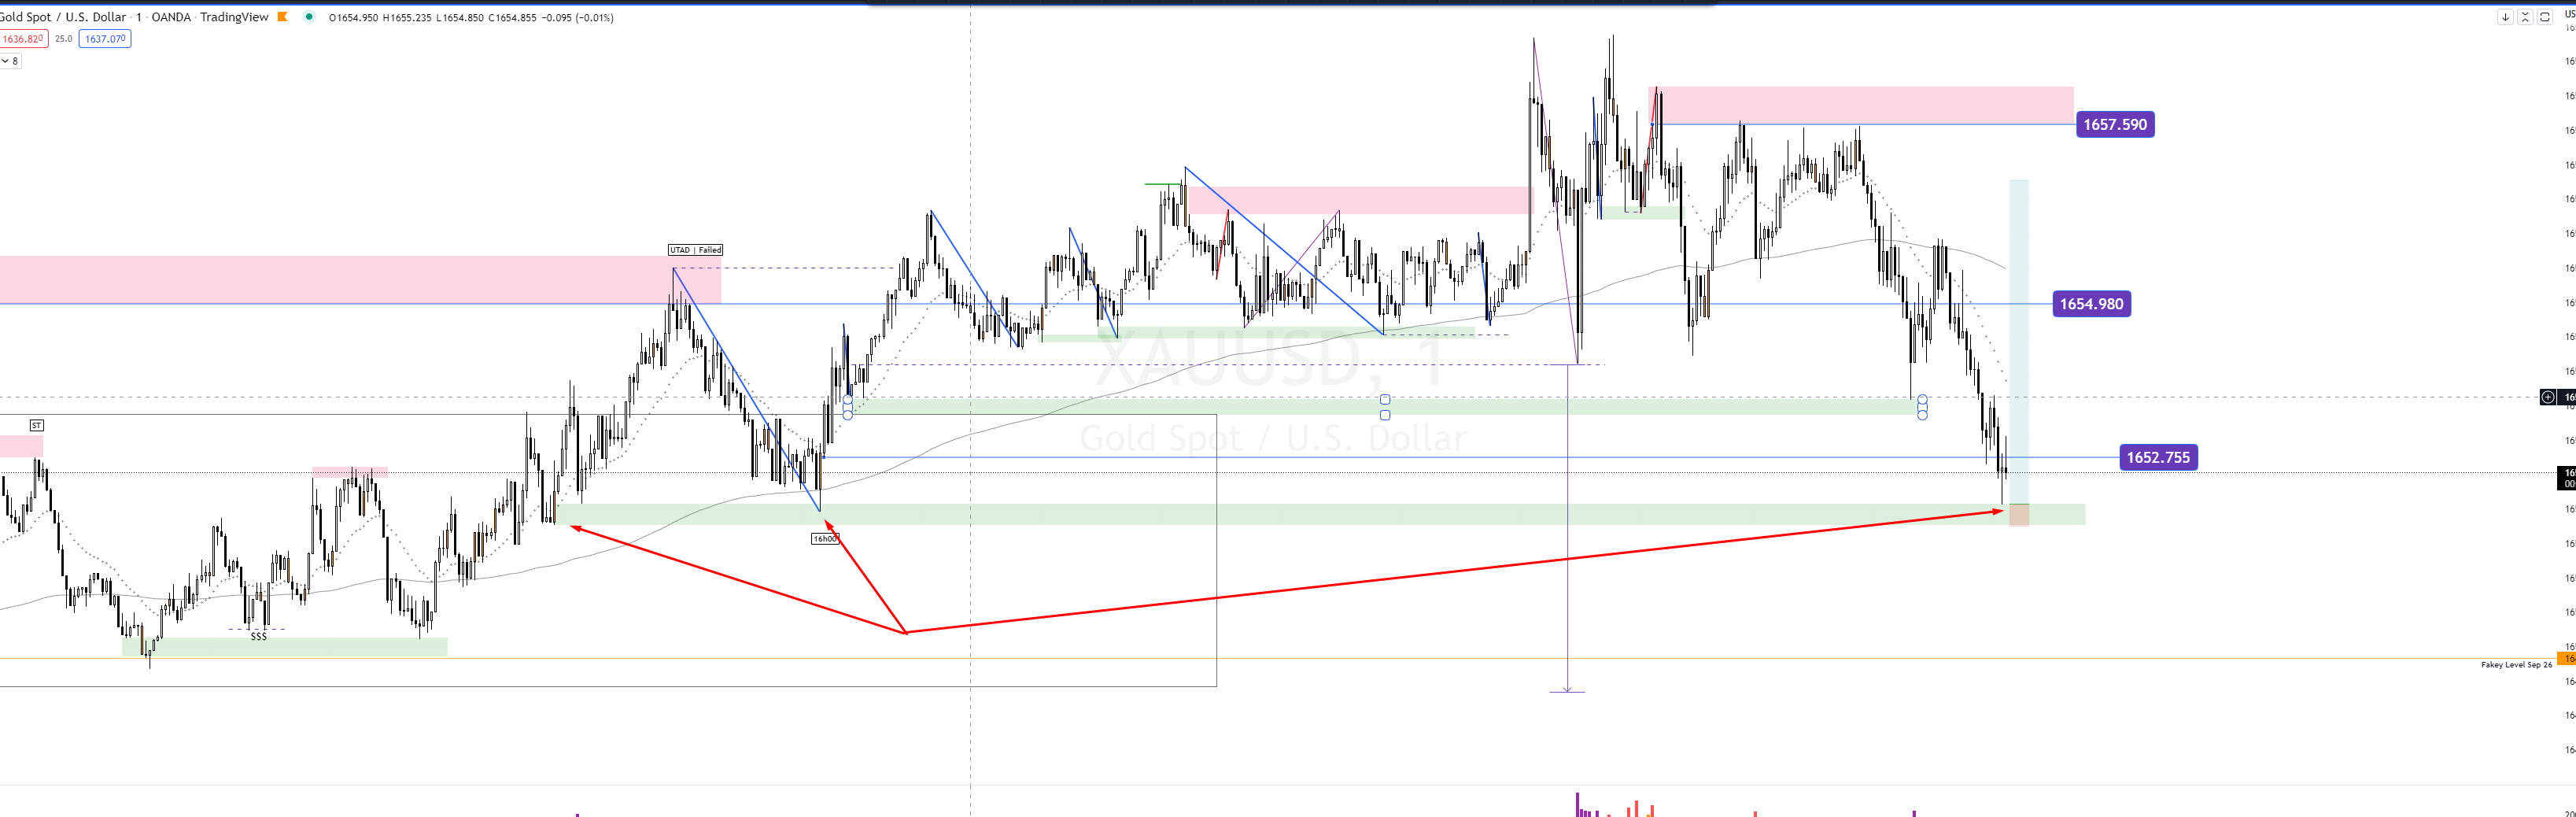 Gold Spot / U.S. Dollar · 1 · OANDA · TradingView O1654.950 H1655.235 L1654.850 C1654.855 −0.095 (−0.01%)
1636.820 25.0 1637.070
8
1657.590
UTAD | Failed
1654.980
XAUUSD, 1
ST
Gold Spot / U.S. Dollar
1652.755
16h00
$$$
Fakey Level Sep 26